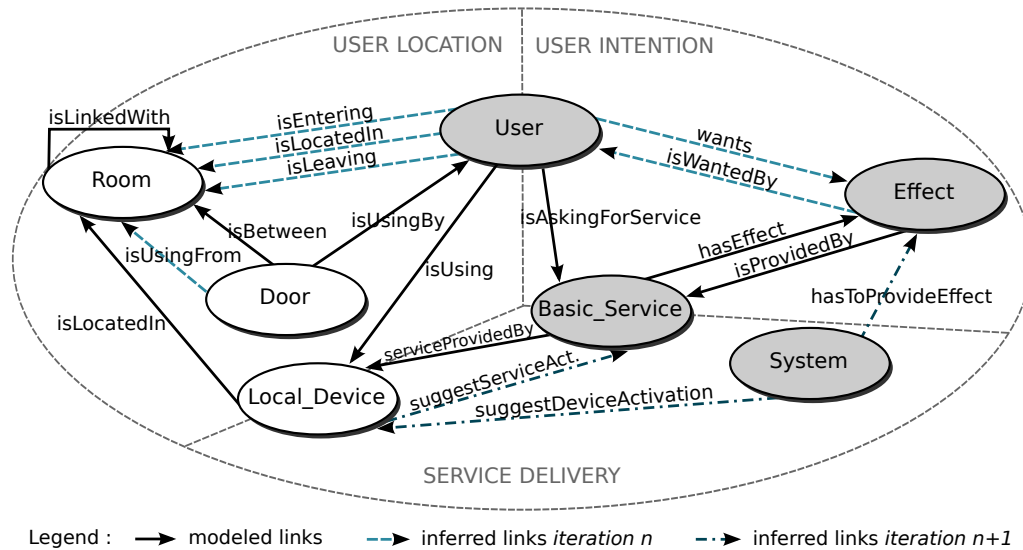 USER LOCATION
USER INTENTION
isLinkedWith
isEntering
isLocatedIn
isLeaving
User
wants
isWantedBy
Room
Effect
isUsingBy
isAskingForService
isBetween
isUsingFrom
hasEffect
isProvidedBy
isUsing
Door
Basic_Service
hasToProvideEffect
isLocatedIn
serviceProvidedBy
System
suggestServiceAct.
Local_Device
suggestDeviceActivation
SERVICE DELIVERY
Legend : modeled links inferred links iteration n inferred links iteration n+1